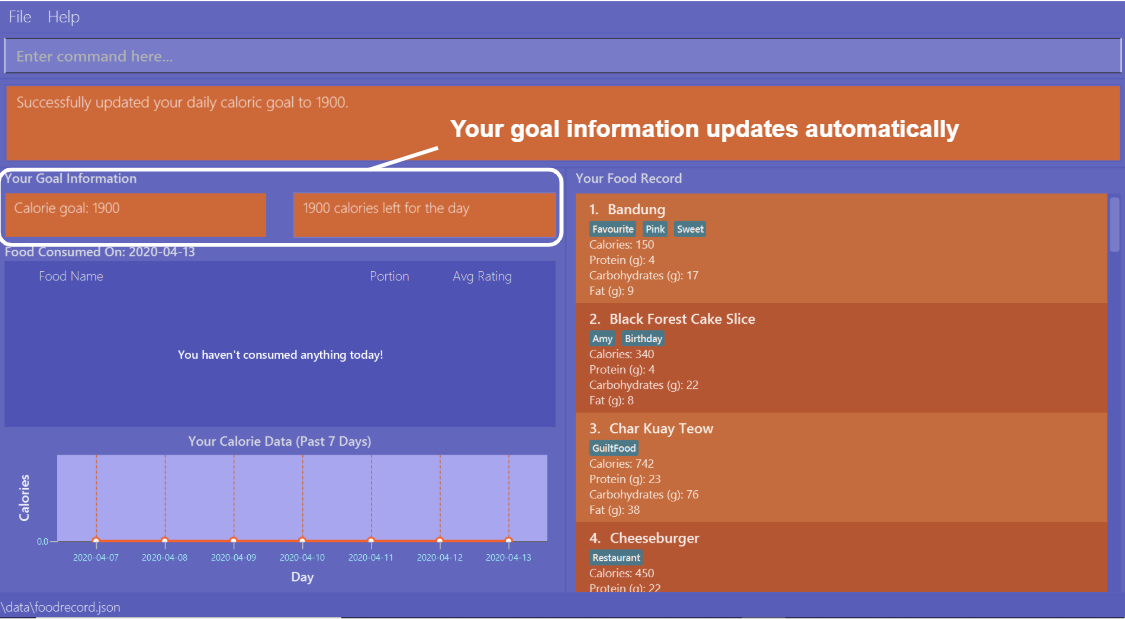 File Help
Enter command here...
Successfully updated your daily caloric goal to 1900.
Your goal information updates automatically
Your Goal Information
Calorie goal: 1900
1900 calories left for the day
Food Consumed On: 2020-04-13
Food Name Portion Avg Rating
You haven't consumed anything today!
Your Calorie Data (Past 7 Days)
Calories
0.0
2020-04-07 2020-04-08 2020-04-09 2020-04-10 2020-04-11 2020-04-12 2020-04-13
Day
Your Food Record
1. Bandung
Favourite Pink Sweet
Calories: 150
Protein (g): 4
Carbohydrates (g): 17
Fat (g): 9
2. Black Forest Cake Slice
Amy Birthday
Calories: 340
Protein (g): 4
Carbohydrates (g): 22
Fat (g): 8
3. Char Kuay Teow
GuiltFood
Calories: 742
Protein (g): 23
Carbohydrates (g): 76
Fat (g): 38
4. Cheeseburger
Restaurant
Calories: 450
Protein (g): 22
\data\foodrecord.json